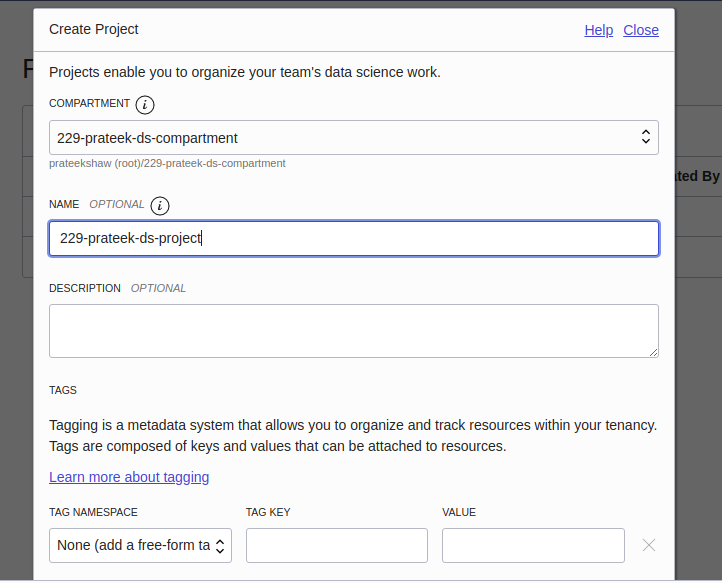 Create Project
Help Close
Projects enable you to organize your team's data science work.
COMPARTMENT i
229-prateek-ds-compartment
prateekshaw (root)/229-prateek-ds-compartment
ated By
NAME OPTIONAL i
229-prateek-ds-project
DESCRIPTION OPTIONAL
TAGS
Tagging is a metadata system that allows you to organize and track resources within your tenancy.
Tags are composed of keys and values that can be attached to resources.
Learn more about tagging
TAG NAMESPACE TAG KEY VALUE
None (add a free-form ta